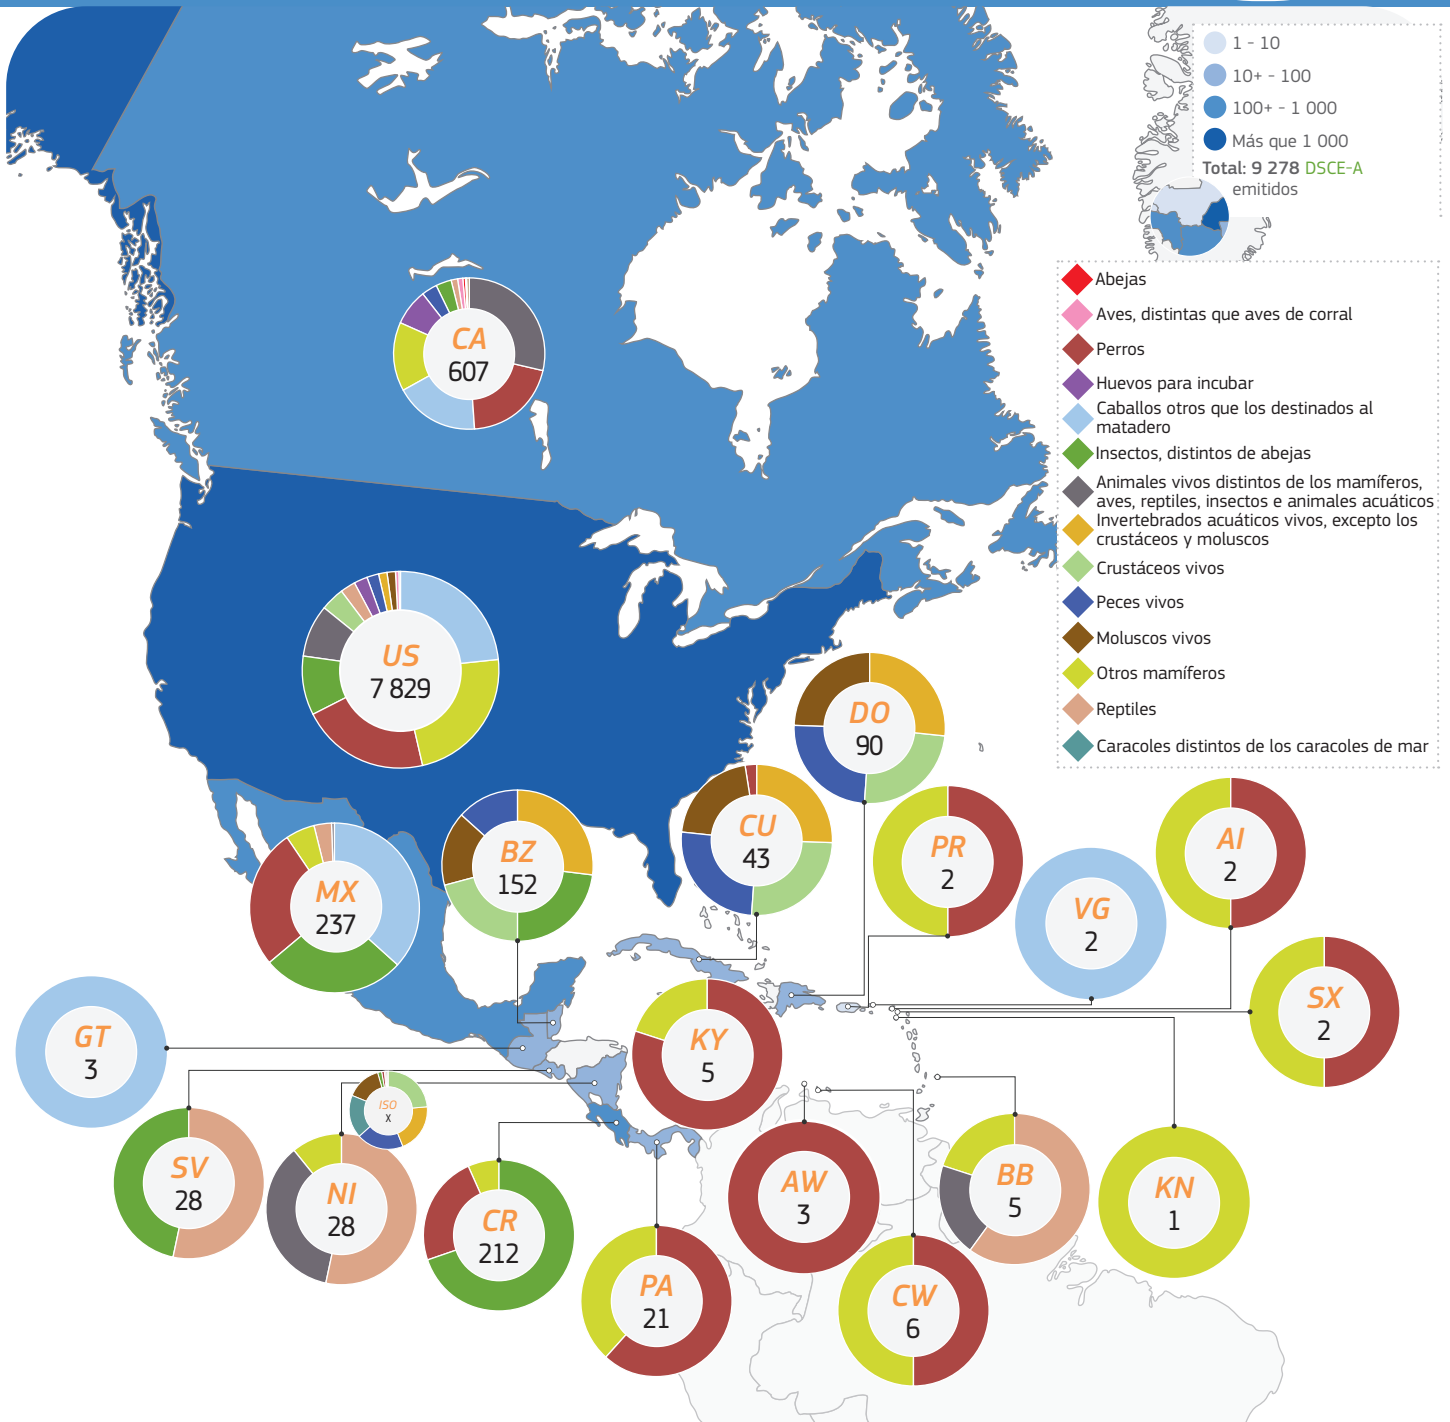 1 - 10
10+ - 100
100+ - 1 000
Más que 1 000
Total: 9 278 DSCE-A
emitidos
Abejas
Aves, distintas que aves de corral
Perros
Huevos para incubar
Caballos otros que los destinados al
matadero
Insectos, distintos de abejas
Animales vivos distintos de los mamíferos,
aves, reptiles, insectos e animales acuáticos
Invertebrados acuáticos vivos, excepto los
crustáceos y moluscos
Crustáceos vivos
Peces vivos
Moluscos vivos
Otros mamíferos
Reptiles
Caracoles distintos de los caracoles de mar
CA
607
US
7 829
DO
90
CU
43
BZ
152
MX
237
PR
2
VG
2
AI
2
SX
2
GT
3
KY
5
ISO
X
SV
28
NI
28
CR
212
PA
21
AW
3
CW
6
BB
5
KN
1